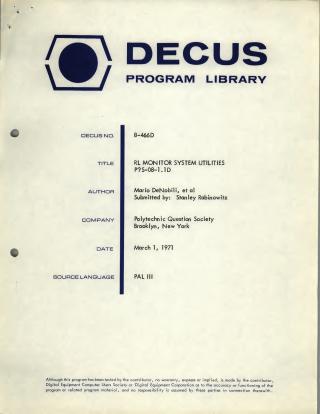 DECUS
PROGRAM LIBRARY
DECUS NO. 8-466D
TITLE RL MONITOR SYSTEM UTILITIES
P?S-08-1.1D
AUTHOR Mario DeNobili, et al
Submitted by: Stanley Rabinowitz
COMPANY Polytechnic Question Society
Brooklyn, New York
DATE March 1, 1971
SOURCE LANGUAGE PAL III
Although this program has been tested by the contributor, no warranty, express or implied, is made by the contributor,
Digital Equipment Computer Users Society or Digital Equipment Corporation as to the accuracy or functioning of the
program or related program material, and no responsibility is assumed by these parties in connection therewith.